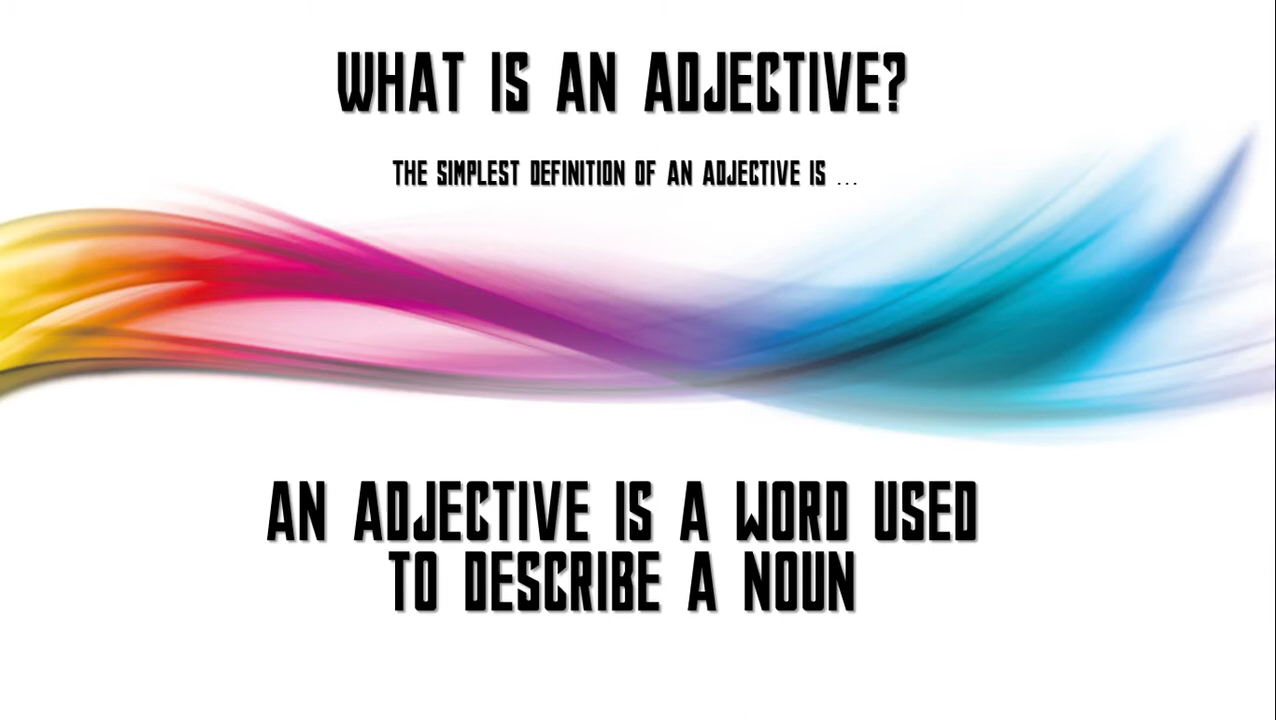 WHAT IS AN ADJECTIVE?
THE SIMPLEST DEFINITION OF AN ADJECTIVE IS ...
AN ADJECTIVE IS A WORD USED
TO DESCRIBE A NOUN